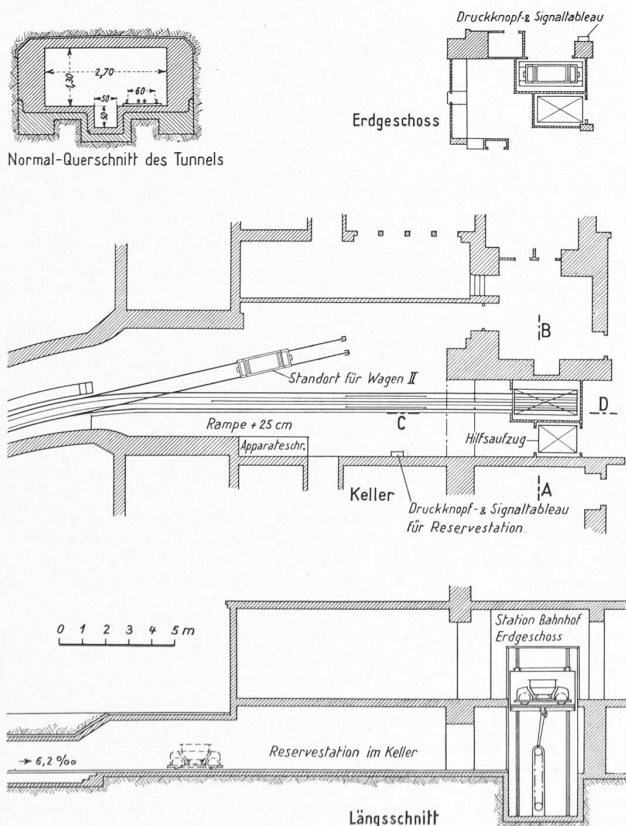 Druckknopf-& Signaltableau
2,70
1,30
50
60
50
Erdgeschoss
Normal-Querschnitt des Tunnels
B
Standort für Wagen II
Rampe + 25 cm
C
D
Apparateschr.
Hilfsaufzug
Keller
A
Druckknopf-& Signaltableau
für Reservestation
0 1 2 3 4 5 m
Station Bahnhof
Erdgeschoss
→ 6,2 ‰
Reservestation im Keller
Längsschnitt